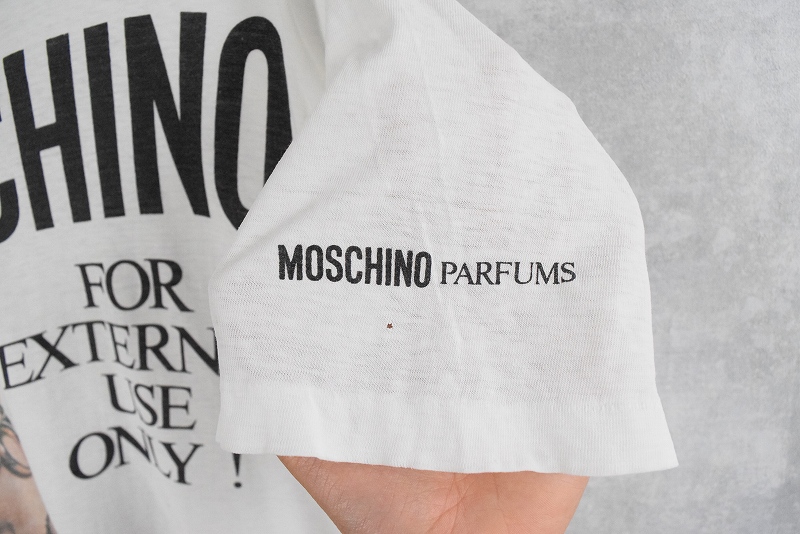 CHINO
FOR
EXTERN
USE
ONLY !
MOSCHINO PARFUMS